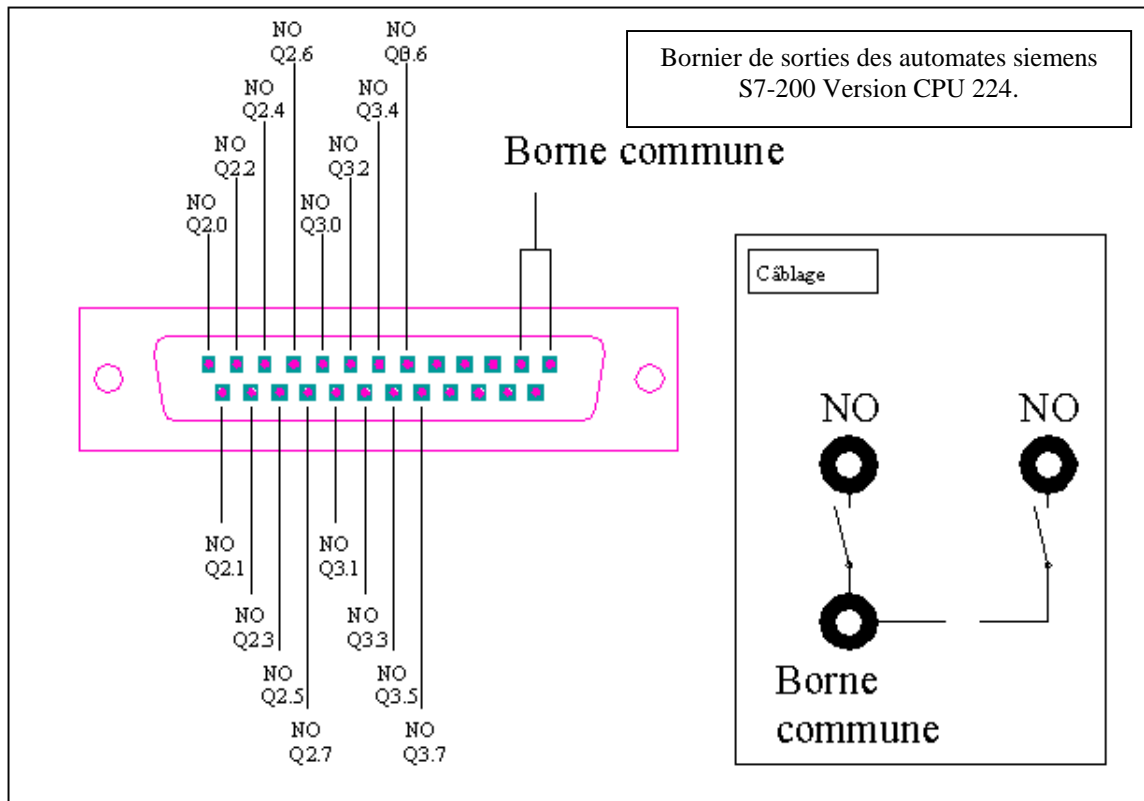 Bornier de sorties des automates siemens
S7-200 Version CPU 224.
NO
Q2.6
NO
Q3.6
NO
Q2.4
NO
Q3.4
NO
Q2.2
NO
Q3.2
NO
Q2.0
NO
Q3.0
Borne commune
NO
Q2.1
NO
Q3.1
NO
Q2.3
NO
Q3.3
NO
Q2.5
NO
Q3.5
NO
Q2.7
NO
Q3.7
Câblage
NO
NO
Borne
commune